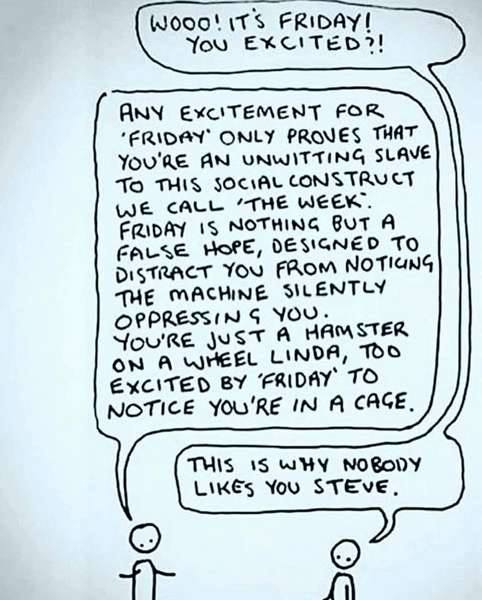 WOOO! IT'S FRIDAY!
YOU EXCITED?!
ANY EXCITEMENT FOR
'FRIDAY' ONLY PROVES THAT
YOU'RE AN UNWITTING SLAVE
TO THIS SOCIAL CONSTRUCT
WE CALL 'THE WEEK'.
FRIDAY IS NOTHING BUT A
FALSE HOPE, DESIGNED TO
DISTRACT YOU FROM NOTICING
THE MACHINE SILENTLY
OPPRESSING YOU.
YOU'RE JUST A HAMSTER
ON A WHEEL LINDA, TOO
EXCITED BY 'FRIDAY' TO
NOTICE YOU'RE IN A CAGE.
THIS IS WHY NOBODY
LIKES YOU STEVE.